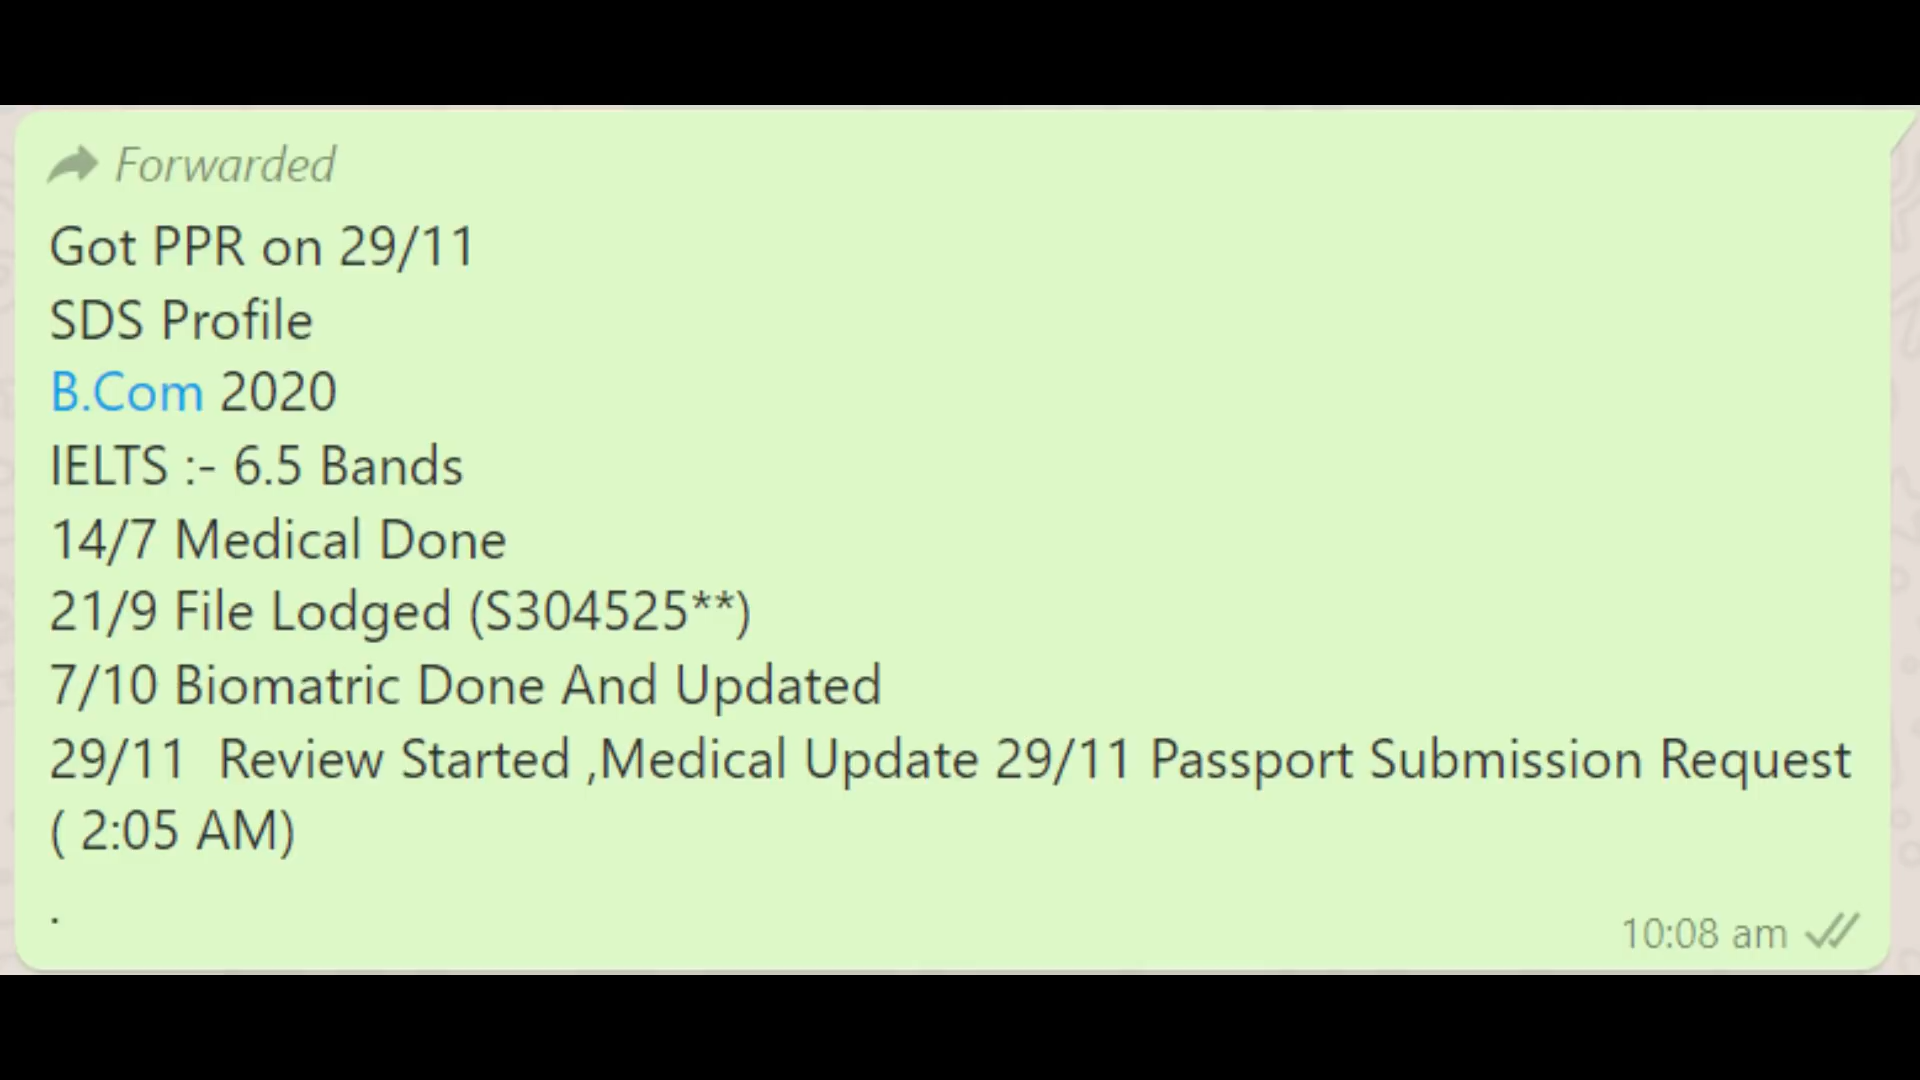 Forwarded
Got PPR on 29/11
SDS Profile
B.Com 2020
IELTS :- 6.5 Bands
14/7 Medical Done
21/9 File Lodged (S304525**)
7/10 Biomatric Done And Updated
29/11  Review Started ,Medical Update 29/11 Passport Submission Request
( 2:05 AM)
.
10:08 am